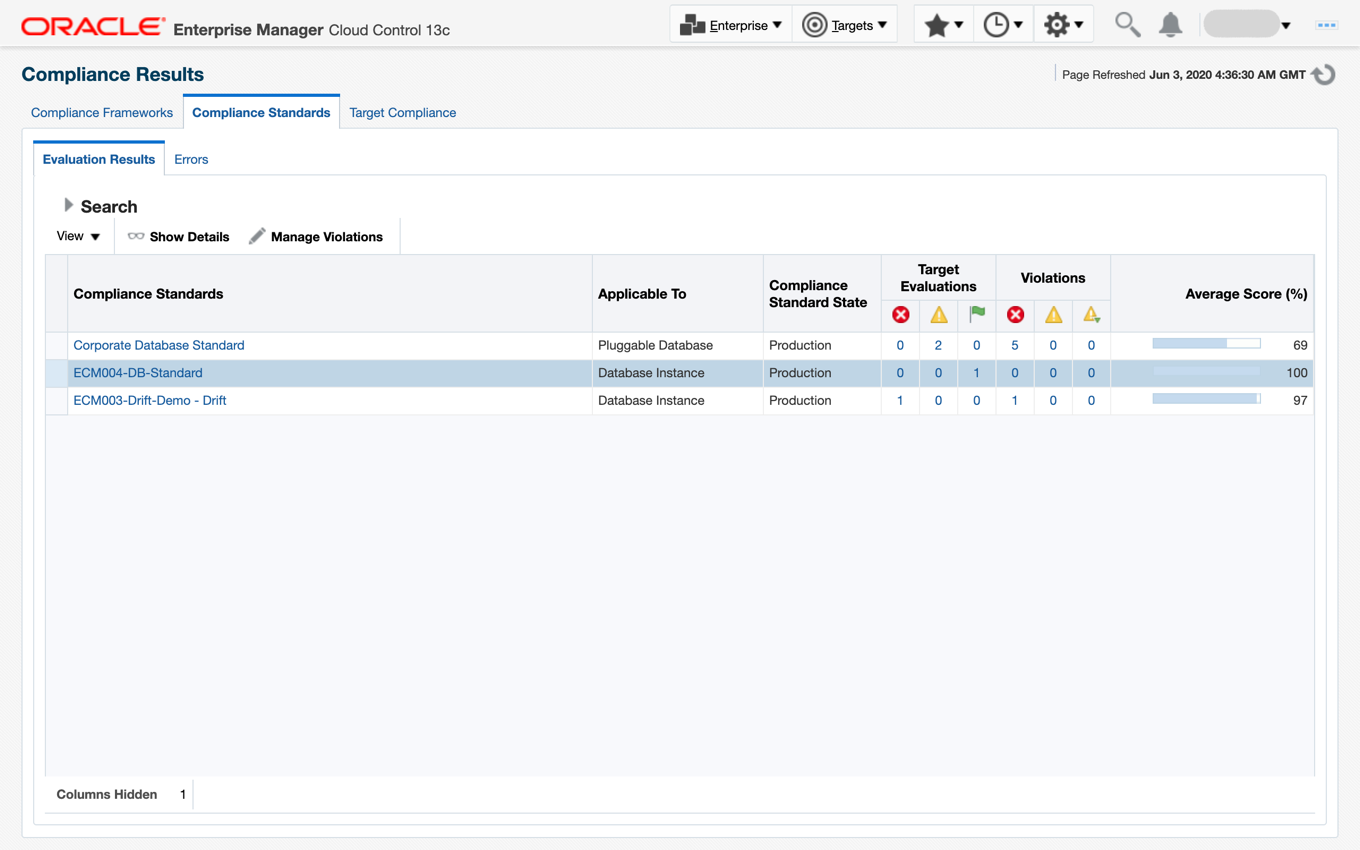 ORACLE Enterprise Manager Cloud Control 13c Enterprise Targets
Compliance Results
Page Refreshed Jun 3, 2020 4:36:30 AM GMT
Compliance Frameworks Compliance Standards Target Compliance
Evaluation Results Errors
Search
View Show Details Manage Violations
Compliance Standards Applicable To Compliance Standard State Target Evaluations Violations Average Score (%)
Corporate Database Standard Pluggable Database Production 0 2 0 5 0 0 69
ECM004-DB-Standard Database Instance Production 0 0 1 0 0 0 100
ECM003-Drift-Demo - Drift Database Instance Production 1 0 0 1 0 0 97
Columns Hidden 1